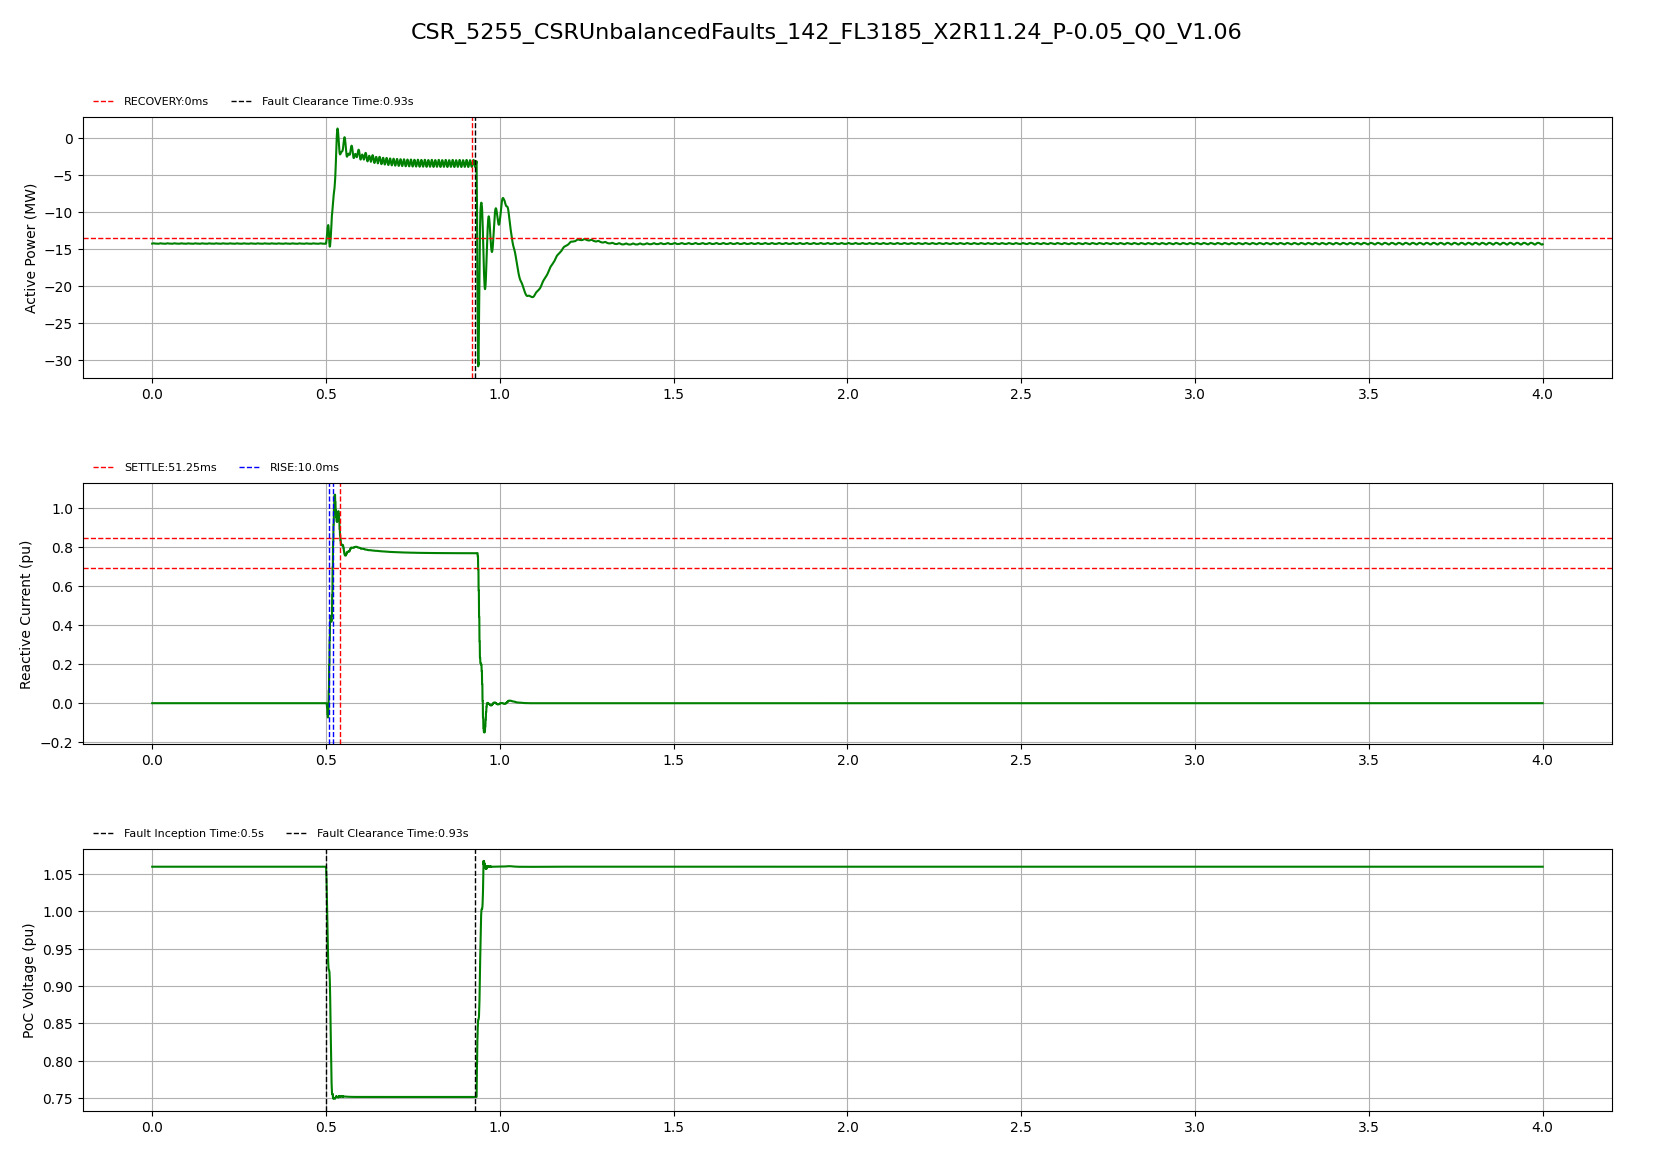 CSR_5255_CSRUnbalancedFaults_142_FL3185_X2R11.24_P-0.05_Q0_V1.06
RECOVERY:0ms Fault Clearance Time:0.93s
Active Power (MW)
0
−5
−10
−15
−20
−25
−30
0.0 0.5 1.0 1.5 2.0 2.5 3.0 3.5 4.0
SETTLE:51.25ms RISE:10.0ms
Reactive Current (pu)
1.0
0.8
0.6
0.4
0.2
0.0
−0.2
0.0 0.5 1.0 1.5 2.0 2.5 3.0 3.5 4.0
Fault Inception Time:0.5s Fault Clearance Time:0.93s
PoC Voltage (pu)
1.05
1.00
0.95
0.90
0.85
0.80
0.75
0.0 0.5 1.0 1.5 2.0 2.5 3.0 3.5 4.0